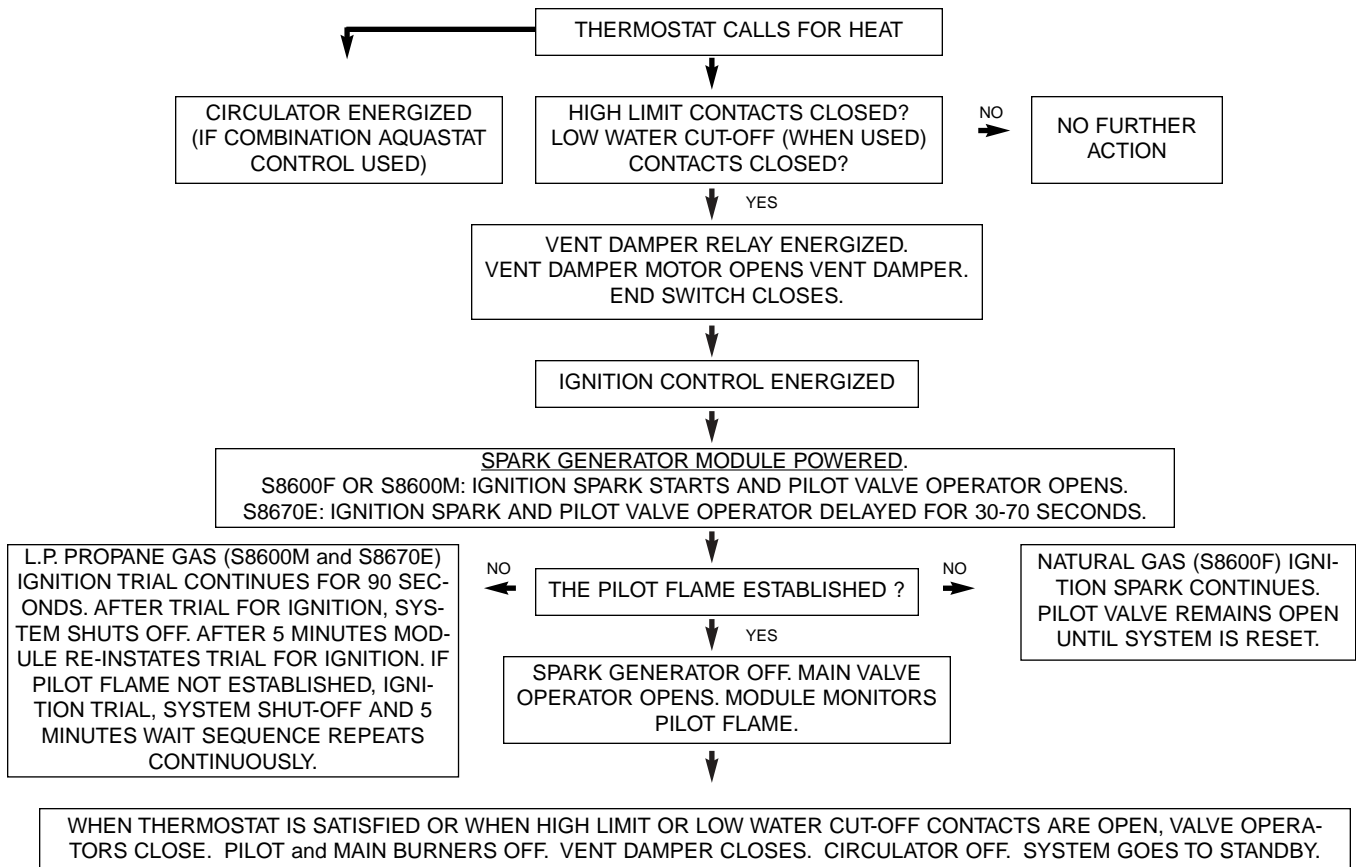 THERMOSTAT CALLS FOR HEAT
CIRCULATOR ENERGIZED
(IF COMBINATION AQUASTAT
CONTROL USED)
HIGH LIMIT CONTACTS CLOSED?
LOW WATER CUT-OFF (WHEN USED)
CONTACTS CLOSED?
NO
NO FURTHER
ACTION
YES
VENT DAMPER RELAY ENERGIZED.
VENT DAMPER MOTOR OPENS VENT DAMPER.
END SWITCH CLOSES.
IGNITION CONTROL ENERGIZED
SPARK GENERATOR MODULE POWERED.
S8600F OR S8600M: IGNITION SPARK STARTS AND PILOT VALVE OPERATOR OPENS.
S8670E: IGNITION SPARK AND PILOT VALVE OPERATOR DELAYED FOR 30-70 SECONDS.
L.P. PROPANE GAS (S8600M and S8670E)
IGNITION TRIAL CONTINUES FOR 90 SEC-
ONDS. AFTER TRIAL FOR IGNITION, SYS-
TEM SHUTS OFF. AFTER 5 MINUTES MOD-
ULE RE-INSTATES TRIAL FOR IGNITION. IF
PILOT FLAME NOT ESTABLISHED, IGNI-
TION TRIAL, SYSTEM SHUT-OFF AND 5
MINUTES WAIT SEQUENCE REPEATS
CONTINUOUSLY.
NO
THE PILOT FLAME ESTABLISHED ?
NO
NATURAL GAS (S8600F) IGNI-
TION SPARK CONTINUES.
PILOT VALVE REMAINS OPEN
UNTIL SYSTEM IS RESET.
YES
SPARK GENERATOR OFF. MAIN VALVE
OPERATOR OPENS. MODULE MONITORS
PILOT FLAME.
WHEN THERMOSTAT IS SATISFIED OR WHEN HIGH LIMIT OR LOW WATER CUT-OFF CONTACTS ARE OPEN, VALVE OPERA-
TORS CLOSE. PILOT and MAIN BURNERS OFF. VENT DAMPER CLOSES. CIRCULATOR OFF. SYSTEM GOES TO STANDBY.